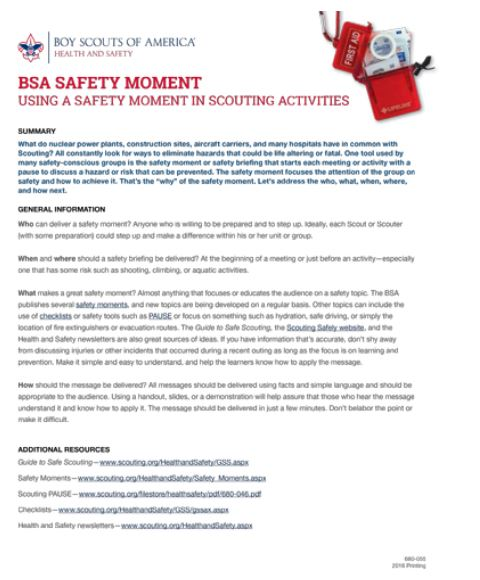 BOY SCOUTS OF AMERICA®
HEALTH AND SAFETY
FIRST AID
LIFELINE
BSA SAFETY MOMENT
USING A SAFETY MOMENT IN SCOUTING ACTIVITIES
SUMMARY
What do nuclear power plants, construction sites, aircraft carriers, and many hospitals have in common with
Scouting? All constantly look for ways to eliminate hazards that could be life altering or fatal. One tool used by
many safety-conscious groups is the safety moment or safety briefing that starts each meeting or activity with a
pause to discuss a hazard or risk that can be prevented. The safety moment focuses the attention of the group on
safety and how to achieve it. That's the “why” of the safety moment. Let's address the who, what, when, where,
and how next.
GENERAL INFORMATION
Who can deliver a safety moment? Anyone who is willing to be prepared and to step up. Ideally, each Scout or Scouter
(with some preparation) could step up and make a difference within his or her unit or group.
When and where should a safety briefing be delivered? At the beginning of a meeting or just before an activity—especially
one that has some risk such as shooting, climbing, or aquatic activities.
What makes a great safety moment? Almost anything that focuses or educates the audience on a safety topic. The BSA
publishes several safety moments, and new topics are being developed on a regular basis. Other topics can include the
use of checklists or safety tools such as PAUSE or focus on something such as hydration, safe driving, or simply the
location of fire extinguishers or evacuation routes. The Guide to Safe Scouting, the Scouting Safely website, and the
Health and Safety newsletters are also great sources of ideas. If you have information that's accurate, don't shy away
from discussing injuries or other incidents that occurred during a recent outing as long as the focus is on learning and
prevention. Make it simple and easy to understand, and help the learners know how to apply the message.
How should the message be delivered? All messages should be delivered using facts and simple language and should be
appropriate to the audience. Using a handout, slides, or a demonstration will help assure that those who hear the message
understand it and know how to apply it. The message should be delivered in just a few minutes. Don't belabor the point or
make it difficult.
ADDITIONAL RESOURCES
Guide to Safe Scouting—www.scouting.org/HealthandSafety/GSS.aspx
Safety Moments—www.scouting.org/HealthandSafety/Safety_Moments.aspx
Scouting PAUSE—www.scouting.org/filestore/healthsafety/pdf/680-046.pdf
Checklists—www.scouting.org/HealthandSafety/GSS/gssax.aspx
Health and Safety newsletters—www.scouting.org/HealthandSafety.aspx
680-055
2016 Printing